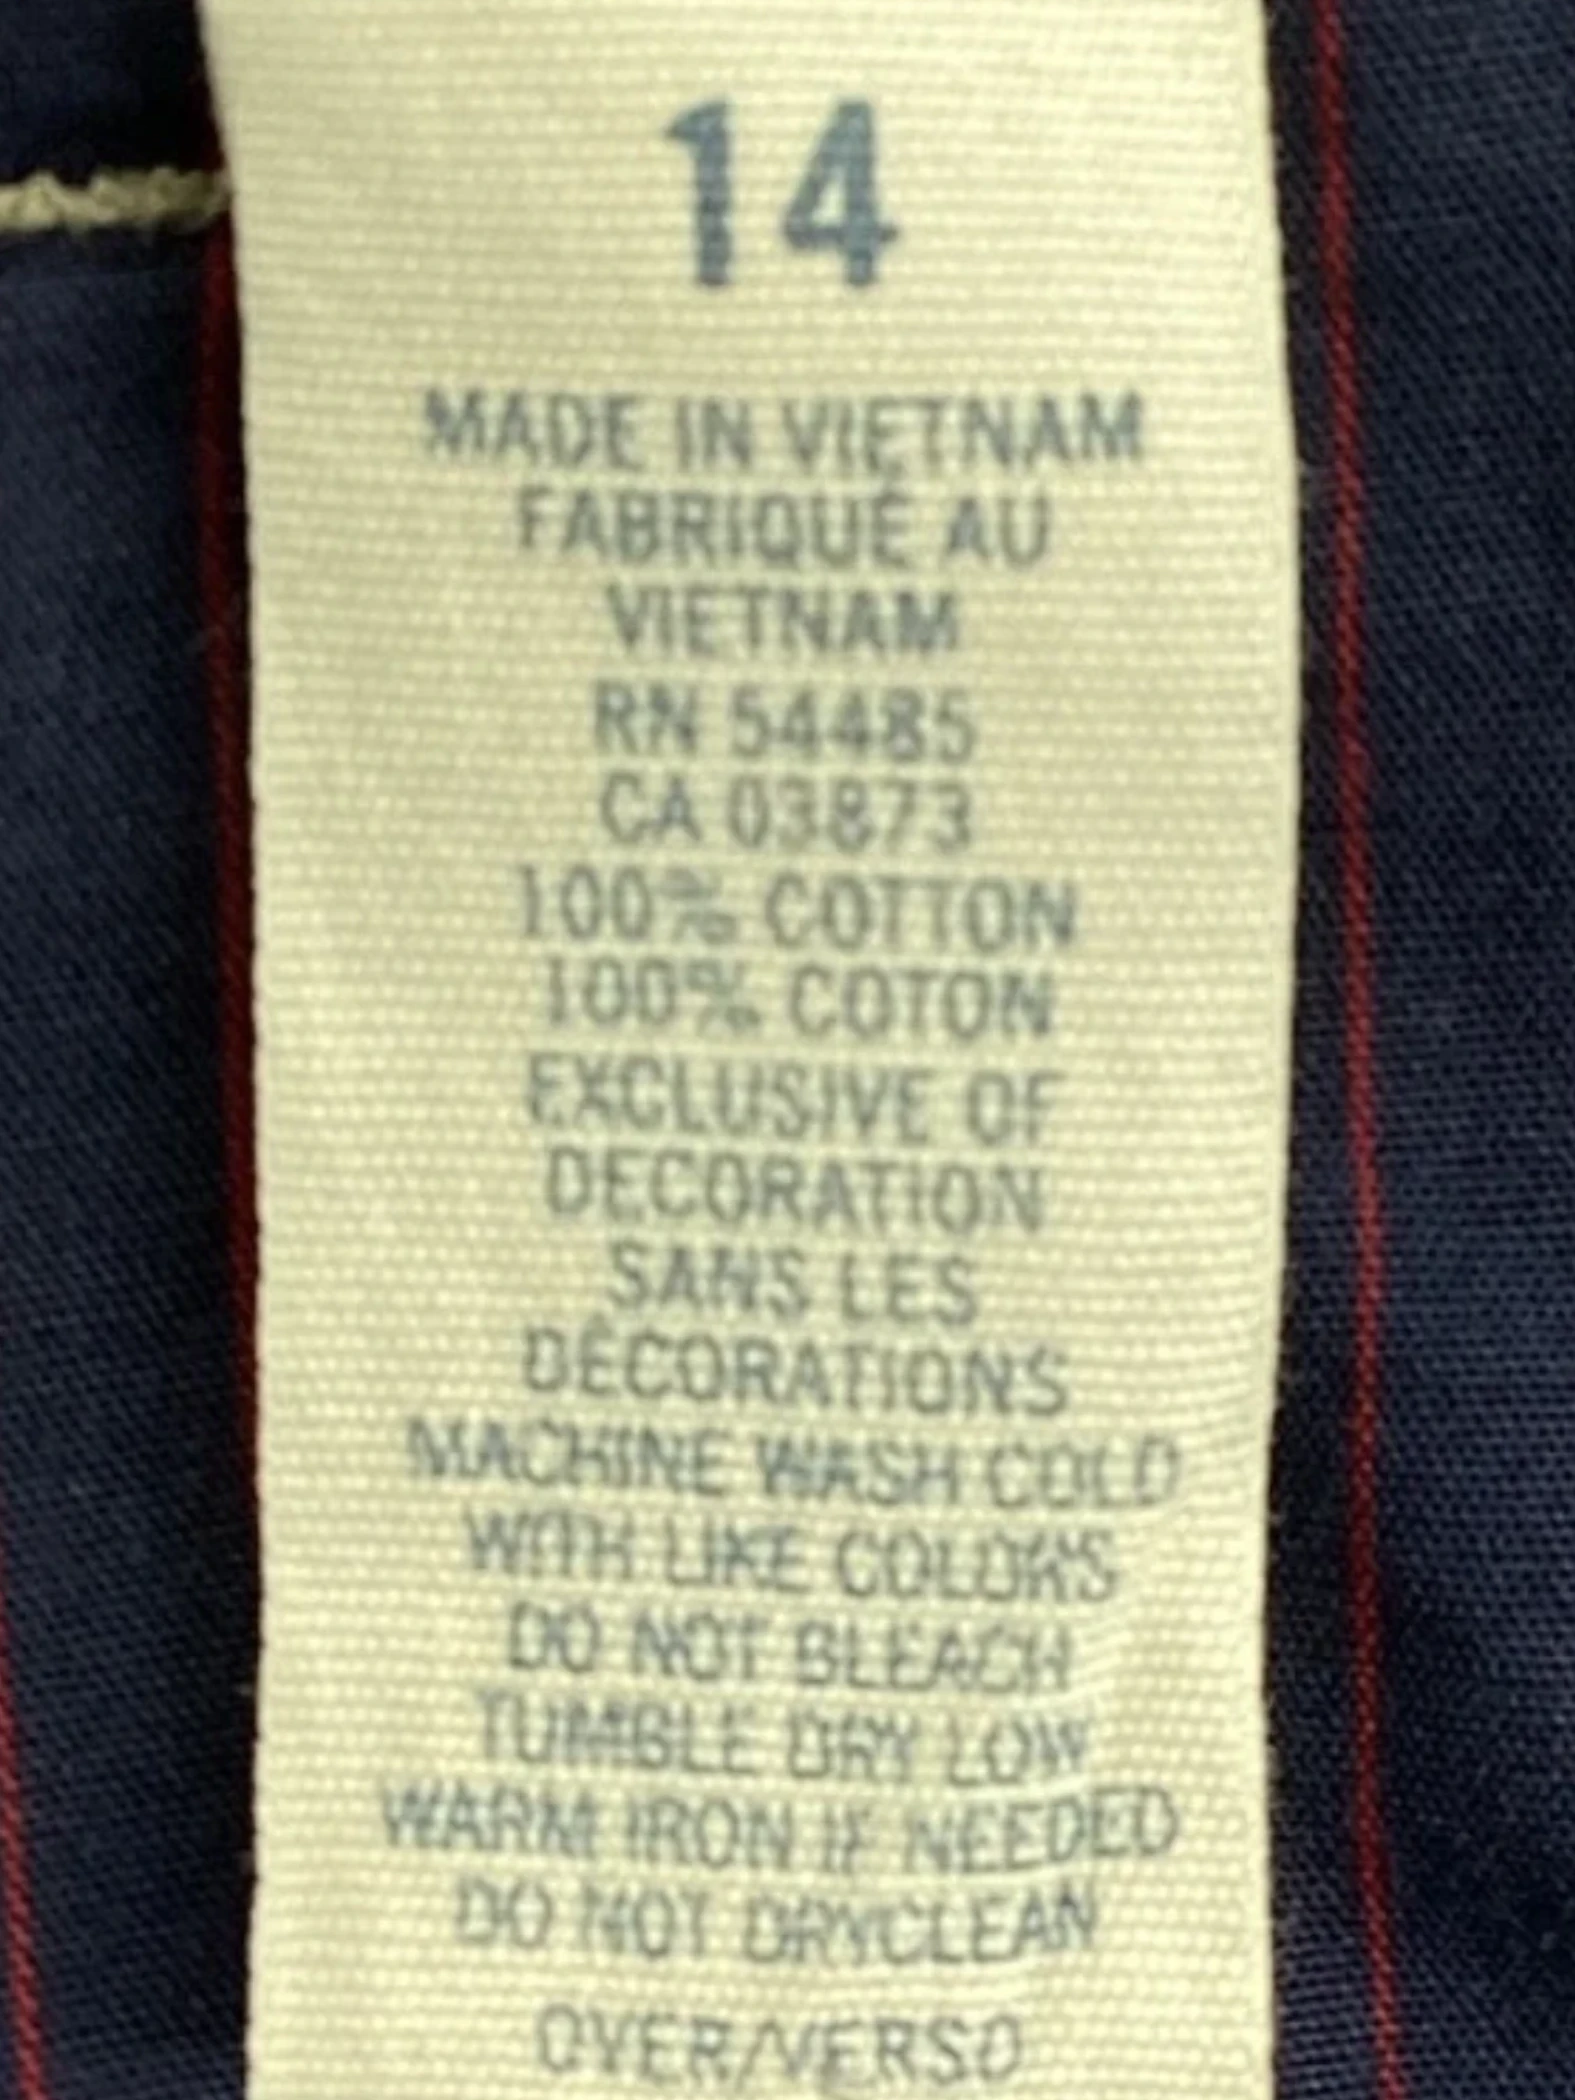 14
MADE IN VIETNAM
FABRIQUÉ AU
VIETNAM
RN 54485
CA 03873
100% COTTON
100% COTON
EXCLUSIVE OF
DECORATION
SANS LES
DÉCORATIONS
MACHINE WASH COLD
WITH LIKE COLORS
DO NOT BLEACH
TUMBLE DRY LOW
WARM IRON IF NEEDED
DO NOT DRYCLEAN
OVER/VERSO